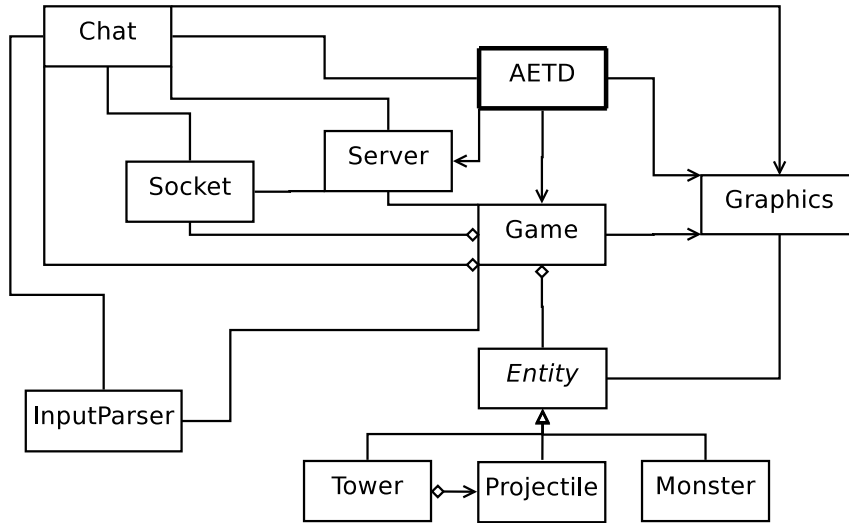 Chat
AETD
Server
Socket
Graphics
Game
Entity
InputParser
Tower
Projectile
Monster